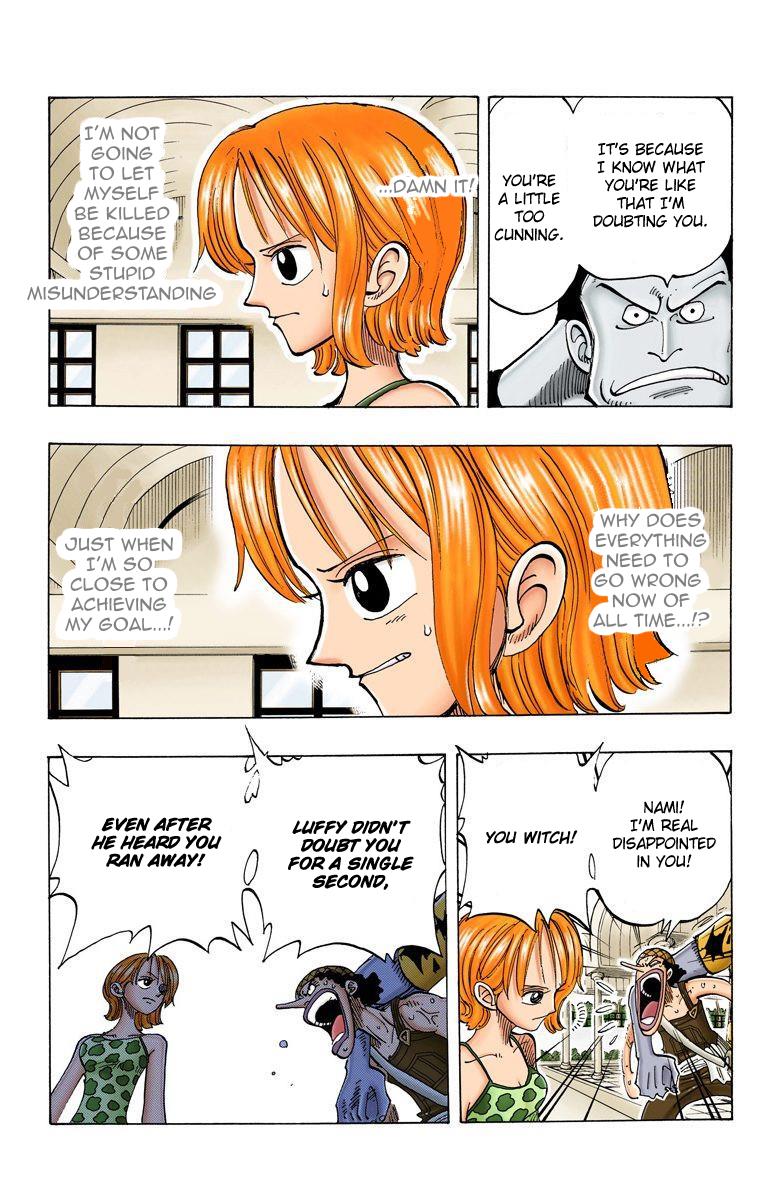 IT'S BECAUSE
I KNOW WHAT
YOU'RE LIKE
THAT I'M
DOUBTING YOU.
YOU'RE
A LITTLE
TOO
CUNNING.
...DAMN IT!
I'M NOT
GOING
TO LET
MYSELF
BE KILLED
BECAUSE
OF SOME
STUPID
MISUNDERSTANDING
WHY DOES
EVERYTHING
NEED TO
GO WRONG
NOW OF
ALL TIME...!?
JUST WHEN
I'M SO
CLOSE TO
ACHIEVING
MY GOAL...!
NAMI!
I'M REAL
DISAPPOINTED
IN YOU!
YOU WITCH!
LUFFY DIDN'T
DOUBT YOU
FOR A SINGLE
SECOND,
EVEN AFTER
HE HEARD YOU
RAN AWAY!